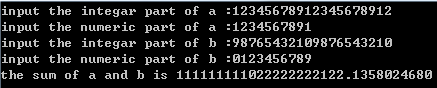 input the integar part of a :12345678912345678912
input the numeric part of a :1234567891
input the integar part of b :98765432109876543210
input the numeric part of b :0123456789
the sum of a and b is 111111111022222222122.1358024680